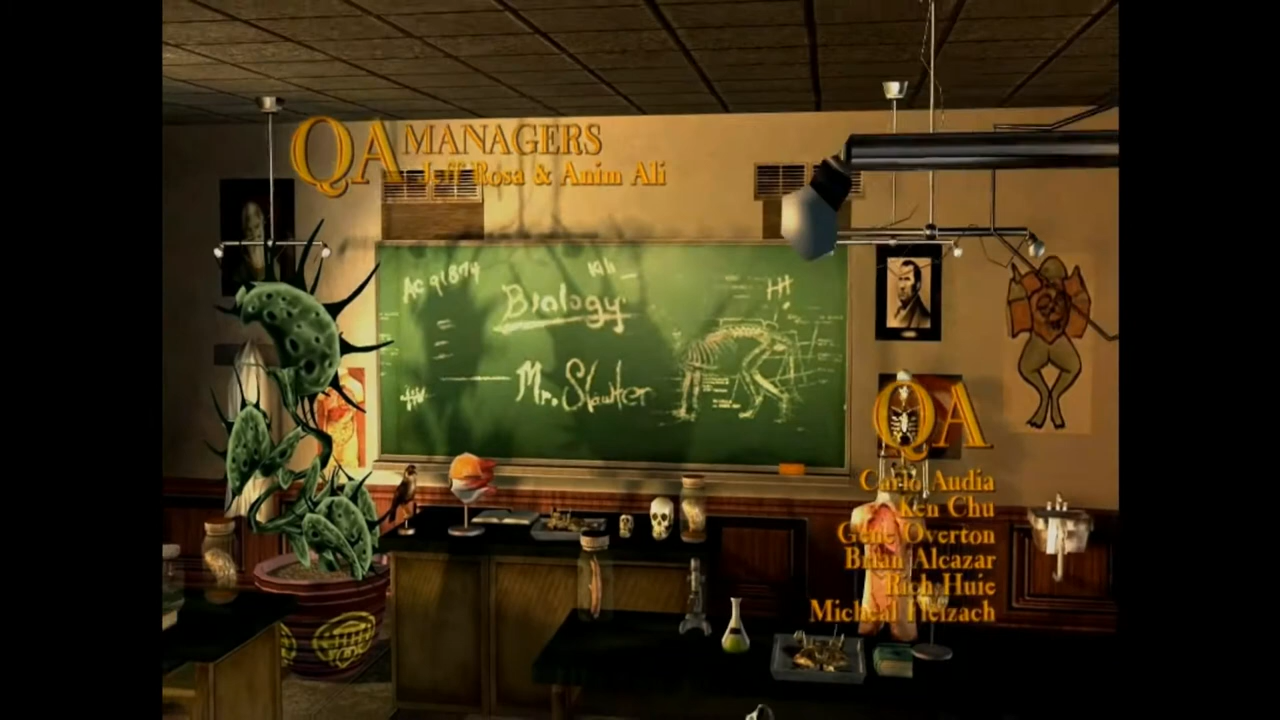 QA MANAGERS
Jeff Rosa & Anim Ali
Biology
Mr. Slawter
QA
Carlo Audia
Ken Chu
Gene Overton
Brian Alcazar
Rich Huie
Micheal Helzach